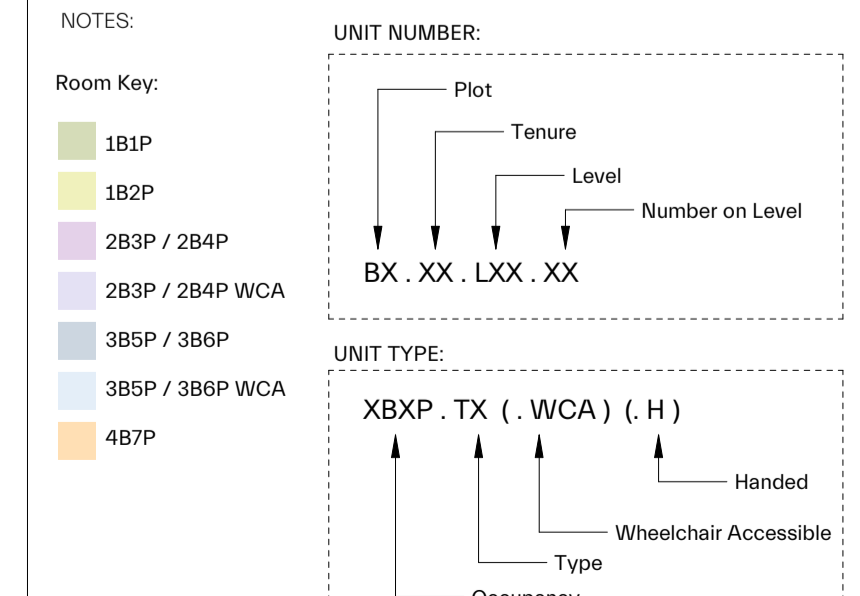 NOTES:
Room Key:
1B1P
1B2P
2B3P / 2B4P
2B3P / 2B4P WCA
3B5P / 3B6P
3B5P / 3B6P WCA
4B7P
UNIT NUMBER:
Plot
Tenure
Level
Number on Level
BX . XX . LXX . XX
UNIT TYPE:
XBXP . TX ( . WCA ) (. H )
Handed
Wheelchair Accessible
Type
Occupancy